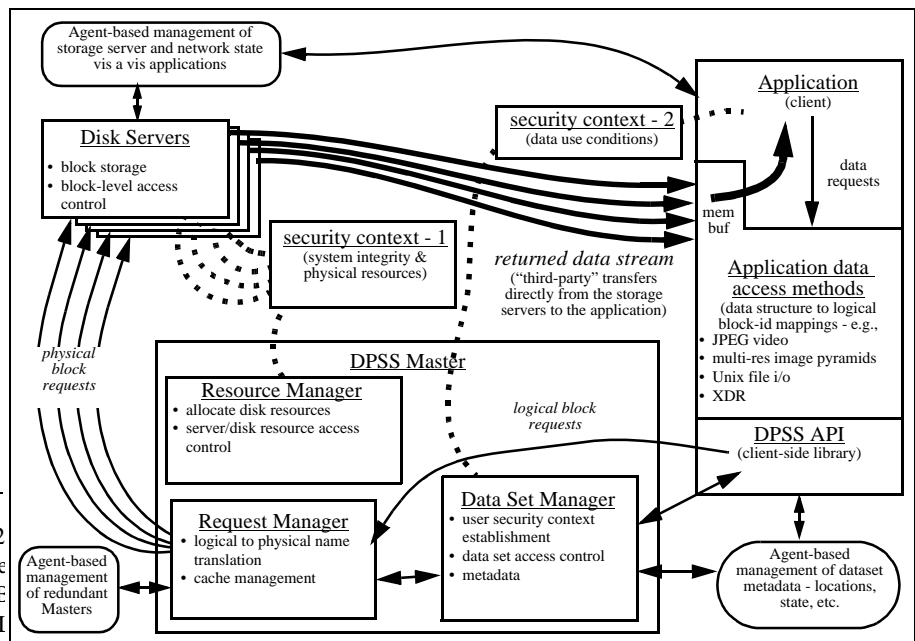 Agent-based management of
storage server and network state
vis a vis applications
Disk Servers
• block storage
• block-level access
control
security context - 2
(data use conditions)
Application
(client)
data
requests
mem
buf
security context - 1
(system integrity &
physical resources)
returned data stream
(“third-party” transfers
directly from the storage
servers to the application)
Application data
access methods
(data structure to logical
block-id mappings - e.g.,
• JPEG video
• multi-res image pyramids
• Unix file i/o
• XDR
physical
block
requests
DPSS Master
Resource Manager
• allocate disk resources
• server/disk resource access
control
logical block
requests
DPSS API
(client-side library)
Request Manager
• logical to physical name
translation
• cache management
Data Set Manager
• user security context
establishment
• data set access control
• metadata
Agent-based
management
of redundant
Masters
Agent-based
management of dataset
metadata - locations,
state, etc.